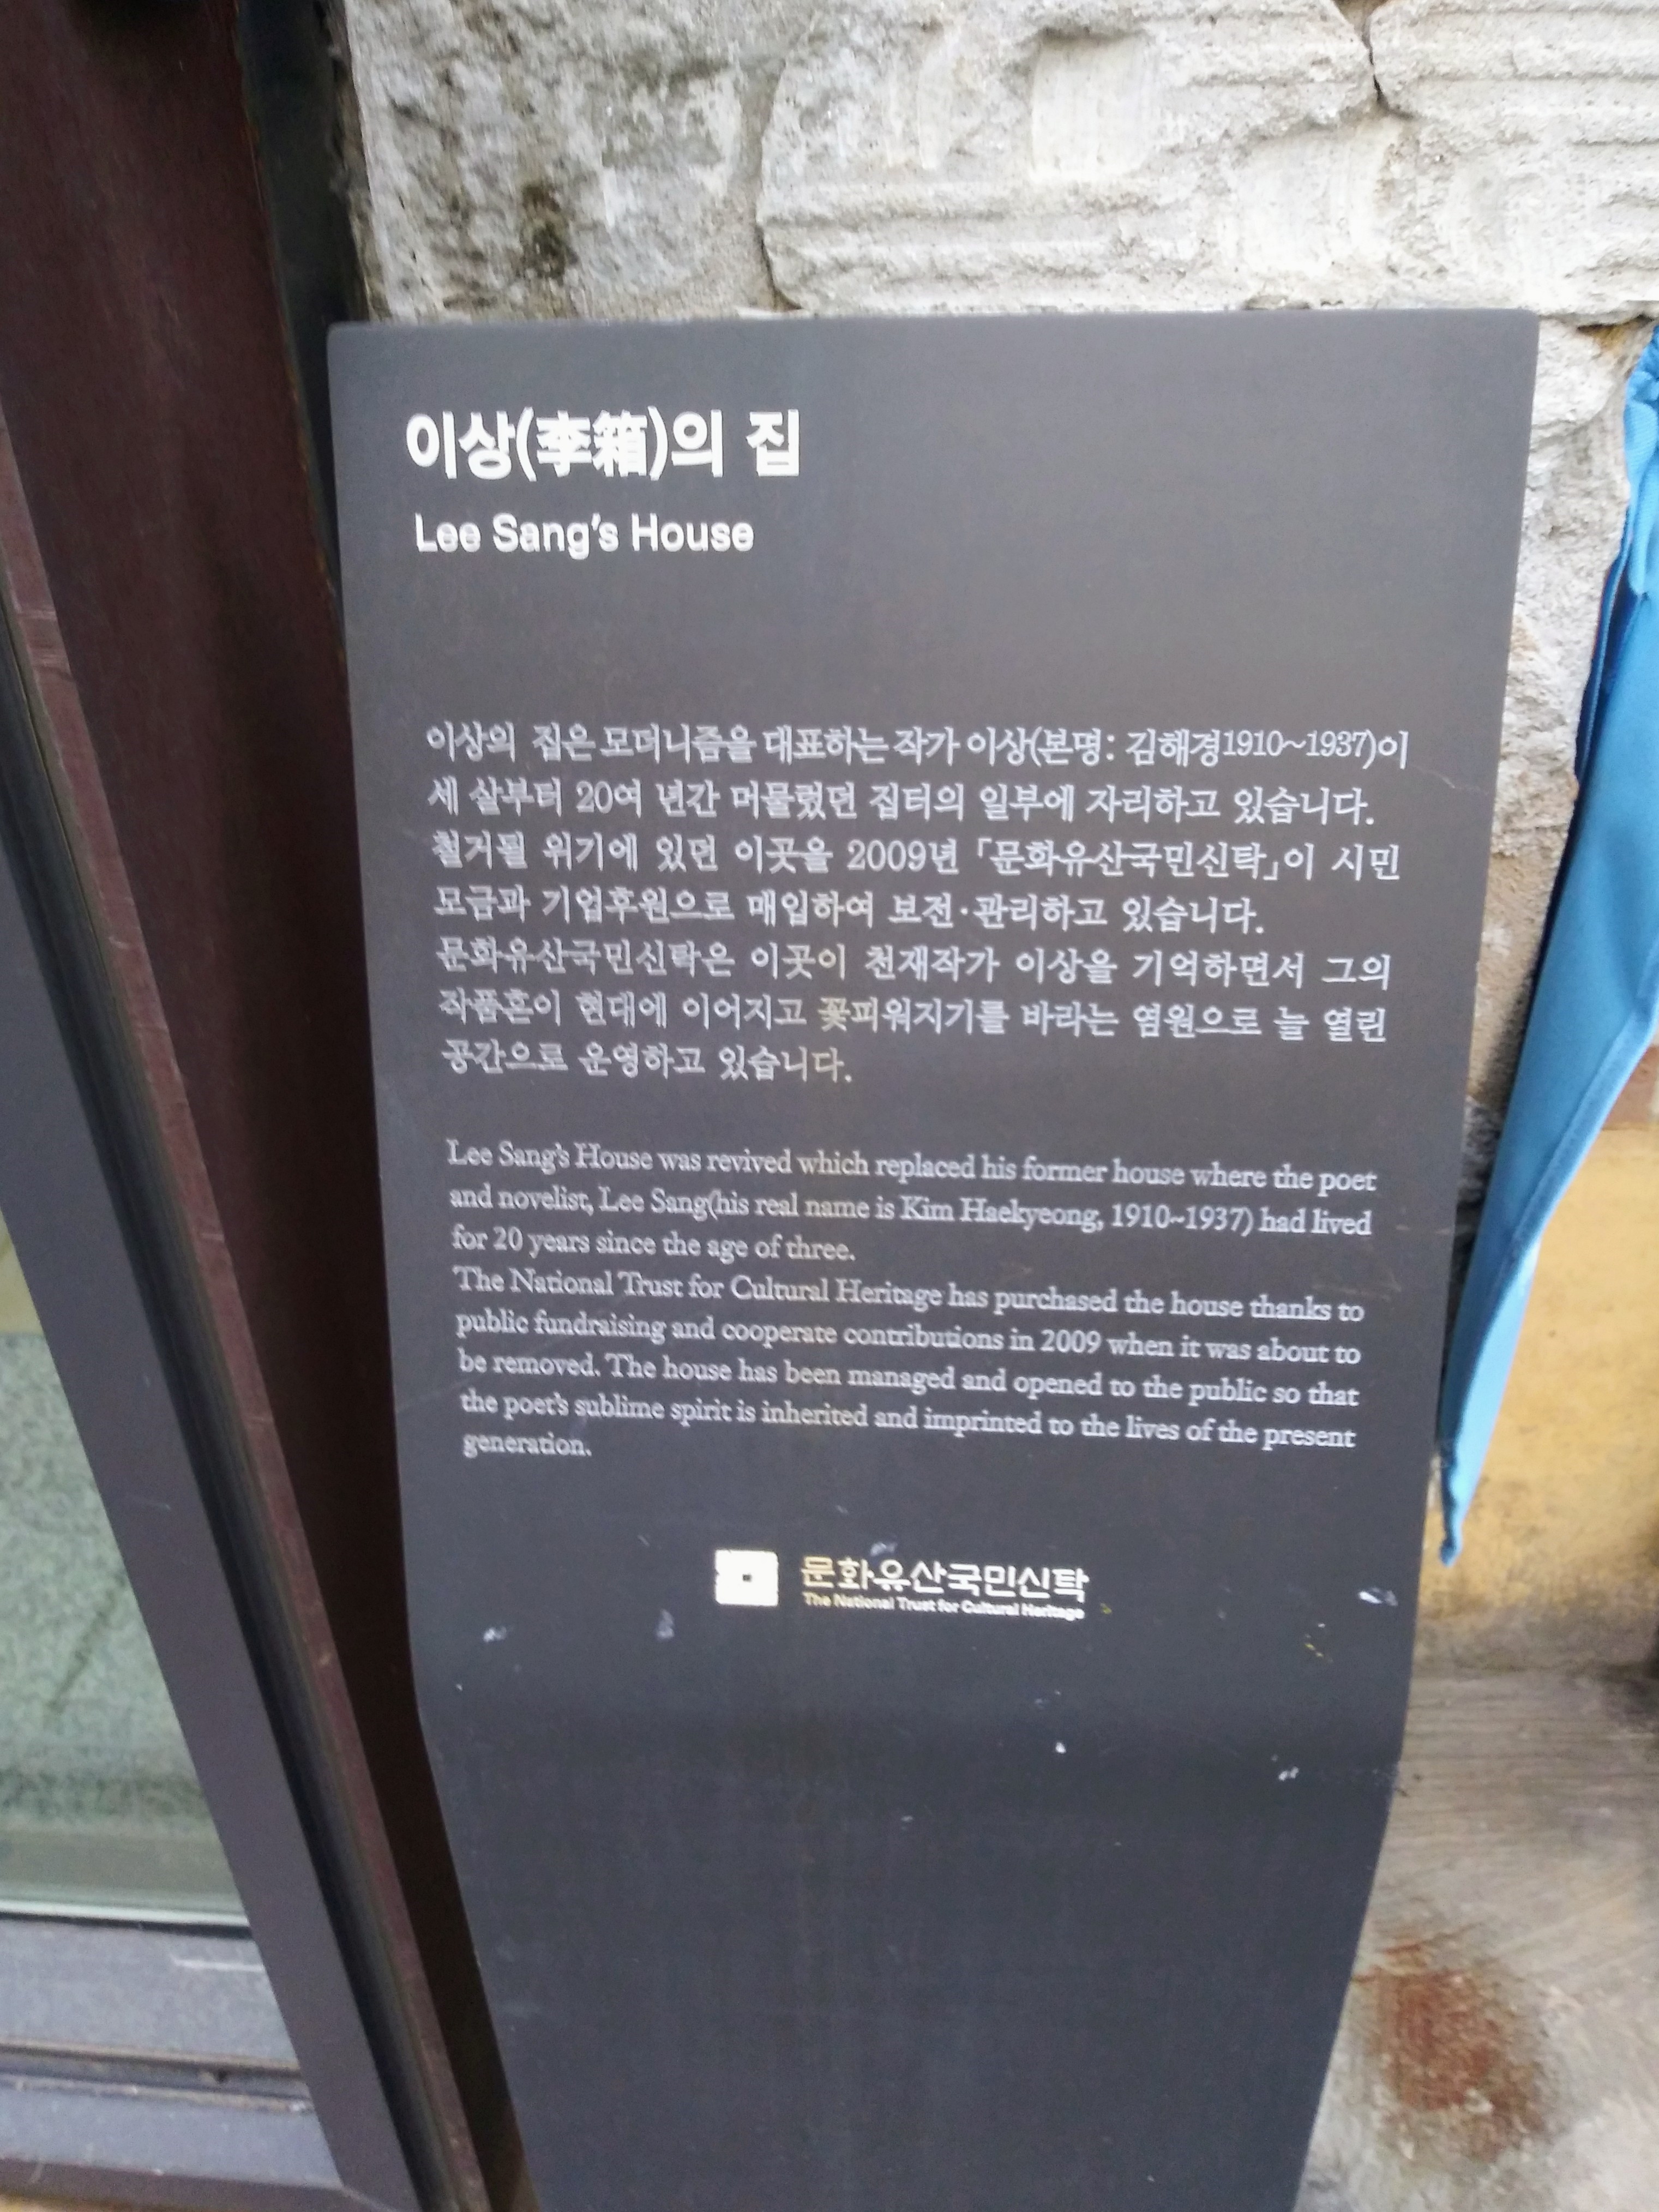 이상(李箱)의 집
Lee Sang's House
이상의 집은 모더니즘을 대표하는 작가 이상(본명: 김해경1910~1937)이
세 살부터 20여 년간 머물렀던 집터의 일부에 자리하고 있습니다.
철거될 위기에 있던 이곳을 2009년 「문화유산국민신탁」이 시민
모금과 기업후원으로 매입하여 보전·관리하고 있습니다.
문화유산국민신탁은 이곳이 천재작가 이상을 기억하면서 그의
작품혼이 현대에 이어지고 꽃피워지기를 바라는 염원으로 늘 열린
공간으로 운영하고 있습니다.
Lee Sang's House was revived which replaced his former house where the poet
and novelist, Lee Sang(his real name is Kim Haekyeong, 1910~1937) had lived
for 20 years since the age of three.
The National Trust for Cultural Heritage has purchased the house thanks to
public fundraising and cooperate contributions in 2009 when it was about to
be removed. The house has been managed and opened to the public so that
the poet's sublime spirit is inherited and imprinted to the lives of the present
generation.
문화유산국민신탁
The National Trust for Cultural Heritage